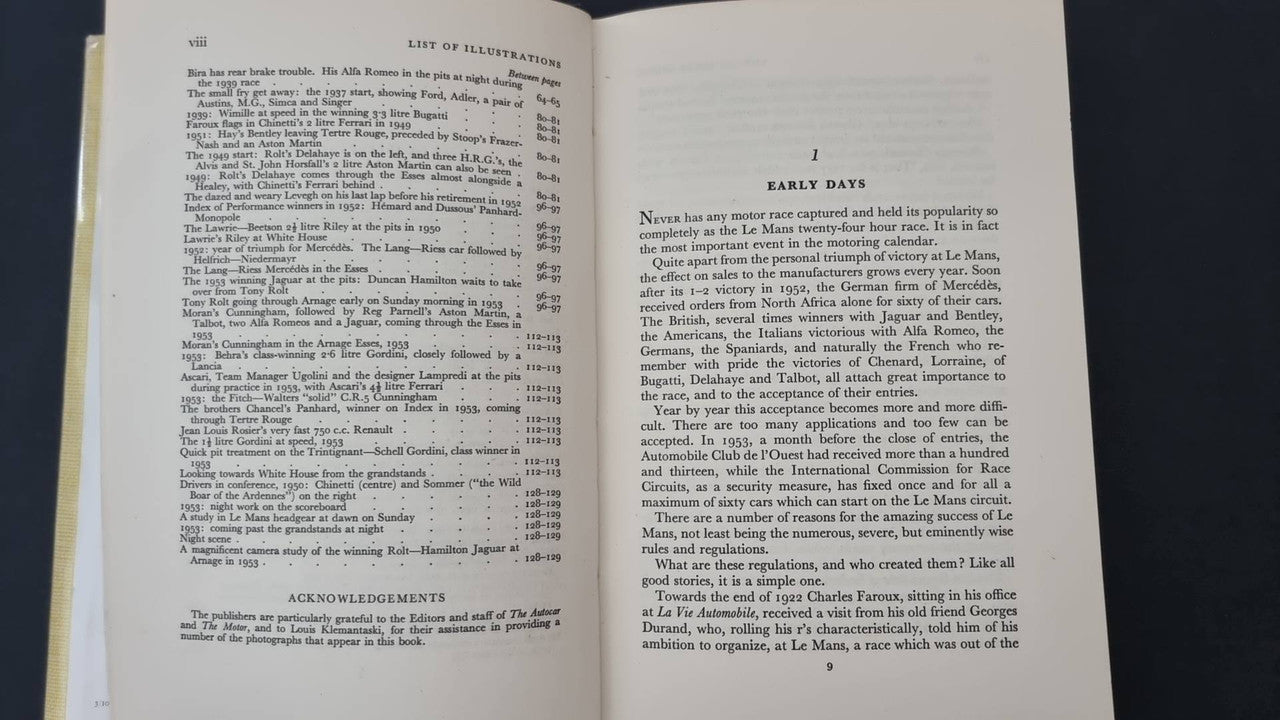 viii
LIST OF ILLUSTRATIONS
Between pages
Bira has rear brake trouble. His Alfa Romeo in the pits at night during
the 1939 race . . . . . . . 64–65
The small fry get away: the 1937 start, showing Ford, Adler, a pair of
Austins, M.G., Simca and Singer . . . . . 80–81
1939: Wimille at speed in the winning 3·3 litre Bugatti . . . 80–81
Faroux flags in Chinetti's 2 litre Ferrari in 1949 . . . . 80–81
1951: Hay's Bentley leaving Tertre Rouge, preceded by Stoop's Frazer-
Nash and an Aston Martin . . . . . . 80–81
The 1949 start: Rolt's Delahaye is on the left, and three H.R.G.'s, the
Alvis and St. John Horsfall's 2 litre Aston Martin can also be seen . 80–81
1949: Rolt's Delahaye comes through the Esses almost alongside a
Healey, with Chinetti's Ferrari behind . . . . . 80–81
The dazed and weary Levegh on his last lap before his retirement in 1952 96–97
Index of Performance winners in 1952: Hémard and Dussous' Panhard-
Monopole . . . . . . . . 96–97
The Lawrie—Beetson 2½ litre Riley at the pits in 1950 . . . 96–97
Lawrie's Riley at White House . . . . . . 96–97
1952: year of triumph for Mercédès. The Lang—Riess car followed by
Helfrich—Niedermayr . . . . . . . 96–97
The Lang—Riess Mercédès in the Esses . . . . . 96–97
The 1953 winning Jaguar at the pits: Duncan Hamilton waits to take
over from Tony Rolt . . . . . . . 96–97
Tony Rolt going through Arnage early on Sunday morning in 1953 . 96–97
Moran's Cunningham, followed by Reg Parnell's Aston Martin, a
Talbot, two Alfa Romeos and a Jaguar, coming through the Esses in
1953 . . . . . . . . . 112–113
Moran's Cunningham in the Arnage Esses, 1953 . . . . 112–113
1953: Behra's class-winning 2·6 litre Gordini, closely followed by a
Lancia . . . . . . . . . 112–113
Ascari, Team Manager Ugolini and the designer Lampredi at the pits
during practice in 1953, with Ascari's 4½ litre Ferrari . . . 112–113
1953: the Fitch—Walters "solid" C.R.5 Cunningham . . . 112–113
The brothers Chancel's Panhard, winner on Index in 1953, coming
through Tertre Rouge . . . . . . . 112–113
Jean Louis Rosier's very fast 750 c.c. Renault . . . . . 112–113
The 1½ litre Gordini at speed, 1953 . . . . . . 112–113
Quick pit treatment on the Trintignant—Schell Gordini, class winner in
1953 . . . . . . . . . 112–113
Looking towards White House from the grandstands . . . . 112–113
Drivers in conference, 1950: Chinetti (centre) and Sommer ("the Wild
Boar of the Ardennes") on the right . . . . . 128–129
1953: night work on the scoreboard . . . . . . 128–129
A study in Le Mans headgear at dawn on Sunday . . . . 128–129
1953: coming past the grandstands at night . . . . . 128–129
Night scene . . . . . . . . . 128–129
A magnificent camera study of the winning Rolt—Hamilton Jaguar at
Arnage in 1953 . . . . . . . . 128–129
ACKNOWLEDGEMENTS
The publishers are particularly grateful to the Editors and staff of The Autocar
and The Motor, and to Louis Klemantaski, for their assistance in providing a
number of the photographs that appear in this book.
3/10
1
EARLY DAYS
NEVER has any motor race captured and held its popularity so
completely as the Le Mans twenty-four hour race. It is in fact
the most important event in the motoring calendar.
Quite apart from the personal triumph of victory at Le Mans,
the effect on sales to the manufacturers grows every year. Soon
after its 1–2 victory in 1952, the German firm of Mercédès,
received orders from North Africa alone for sixty of their cars.
The British, several times winners with Jaguar and Bentley,
the Americans, the Italians victorious with Alfa Romeo, the
Germans, the Spaniards, and naturally the French who re-
member with pride the victories of Chenard, Lorraine, of
Bugatti, Delahaye and Talbot, all attach great importance to
the race, and to the acceptance of their entries.
Year by year this acceptance becomes more and more diffi-
cult. There are too many applications and too few can be
accepted. In 1953, a month before the close of entries, the
Automobile Club de l'Ouest had received more than a hundred
and thirteen, while the International Commission for Race
Circuits, as a security measure, has fixed once and for all a
maximum of sixty cars which can start on the Le Mans circuit.
There are a number of reasons for the amazing success of Le
Mans, not least being the numerous, severe, but eminently wise
rules and regulations.
What are these regulations, and who created them? Like all
good stories, it is a simple one.
Towards the end of 1922 Charles Faroux, sitting in his office
at La Vie Automobile, received a visit from his old friend Georges
Durand, who, rolling his r's characteristically, told him of his
ambition to organize, at Le Mans, a race which was out of the
9